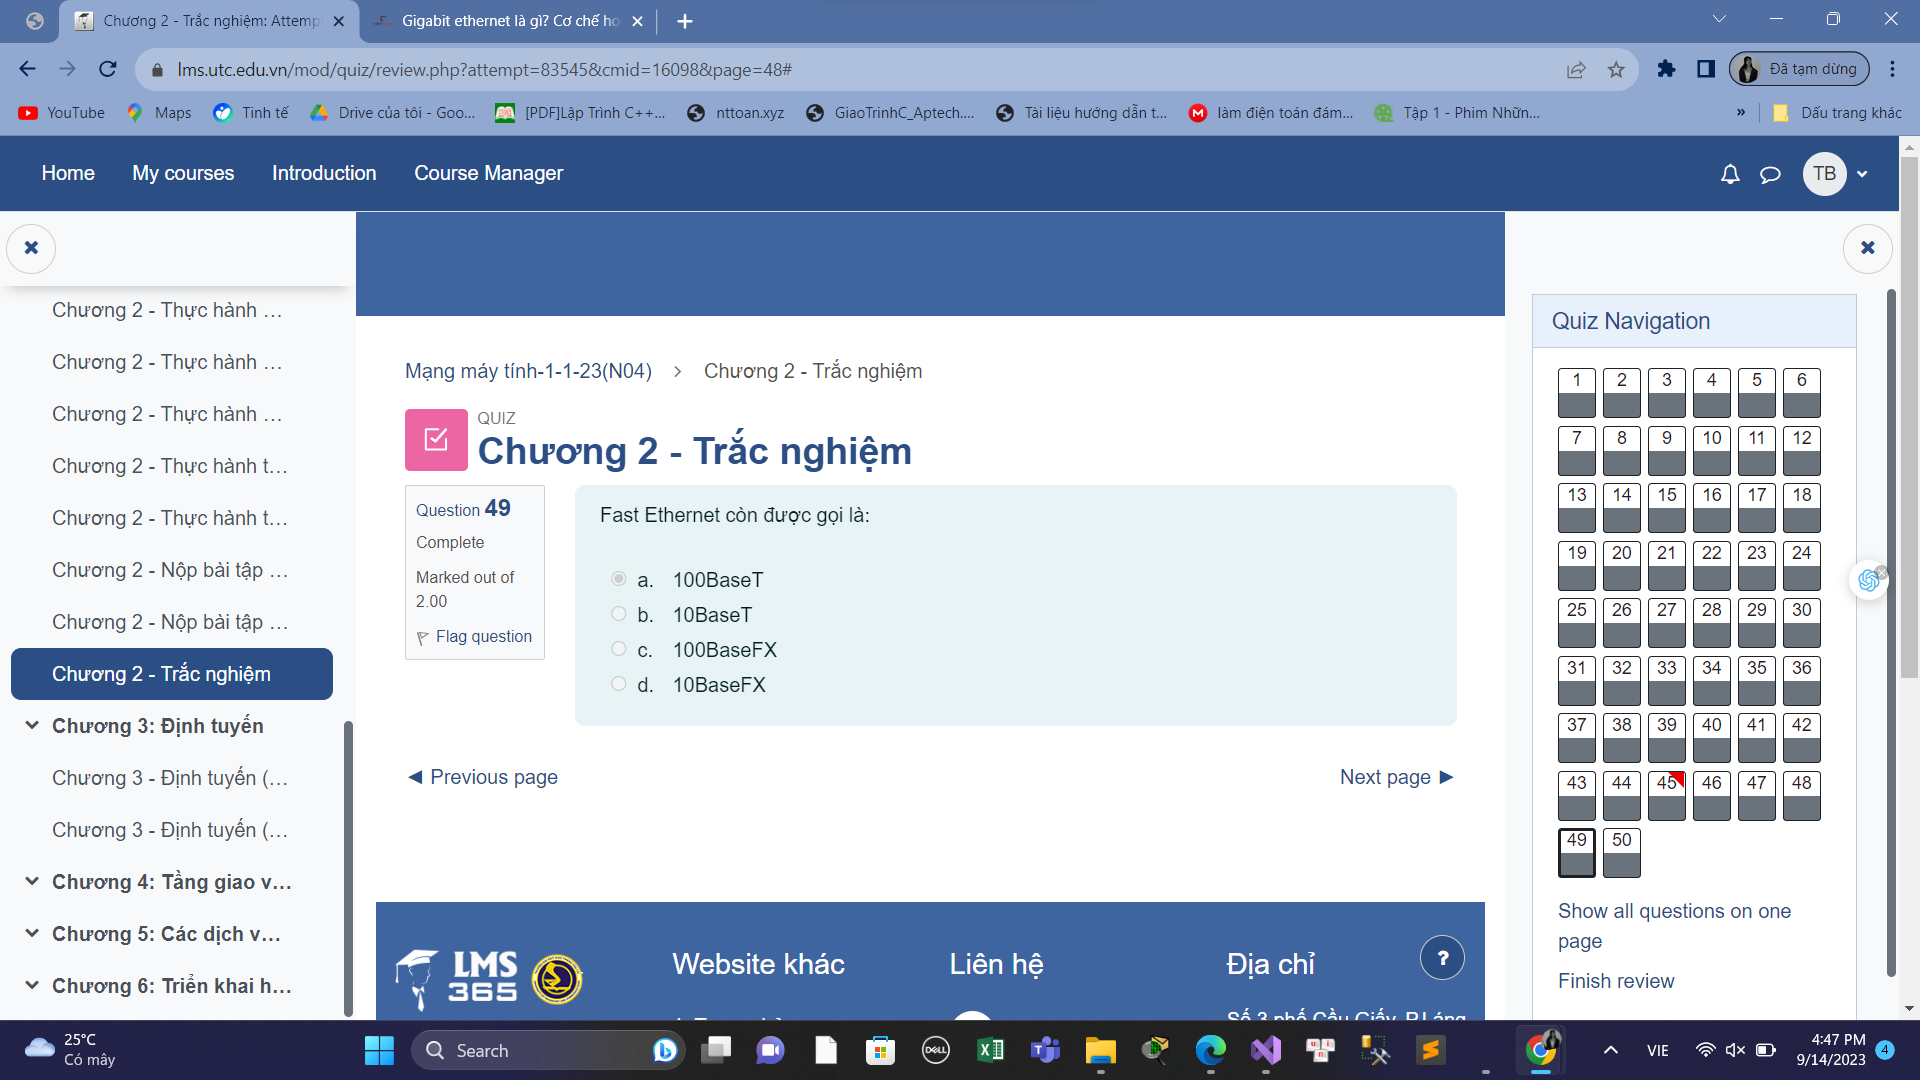 Chương 2 - Trắc nghiệm: Attemp
Gigabit ethernet là gì? Cơ chế ho
lms.utc.edu.vn/mod/quiz/review.php?attempt=83545&cmid=16098&page=48#
Đã tạm dừng
YouTube
Maps
Tinh tế
Drive của tôi - Goo...
[PDF]Lập Trình C++...
nttoan.xyz
GiaoTrinhC_Aptech....
Tài liệu hướng dẫn t...
làm điện toán đám...
Tập 1 - Phim Nhữn...
»
Dấu trang khác
Home
My courses
Introduction
Course Manager
TB
Chương 2 - Thực hành ...
Chương 2 - Thực hành ...
Chương 2 - Thực hành ...
Chương 2 - Thực hành t...
Chương 2 - Thực hành t...
Chương 2 - Nộp bài tập ...
Chương 2 - Nộp bài tập ...
Chương 2 - Trắc nghiệm
Chương 3: Định tuyến
Chương 3 - Định tuyến (...
Chương 3 - Định tuyến (...
Chương 4: Tầng giao v...
Chương 5: Các dịch v...
Chương 6: Triển khai h...
Mạng máy tính-1-1-23(N04)
Chương 2 - Trắc nghiệm
QUIZ
Chương 2 - Trắc nghiệm
Question 49
Complete
Marked out of
2.00
Flag question
Fast Ethernet còn được gọi là:
a. 100BaseT
b. 10BaseT
c. 100BaseFX
d. 10BaseFX
◄ Previous page
Next page ►
Quiz Navigation
1 2 3 4 5 6
7 8 9 10 11 12
13 14 15 16 17 18
19 20 21 22 23 24
25 26 27 28 29 30
31 32 33 34 35 36
37 38 39 40 41 42
43 44 45 46 47 48
49 50
Show all questions on one
page
Finish review
LMS
365
Website khác
Liên hệ
Địa chỉ
?
Số 3 phố Cầu Giấy, P.Láng
25°C
Có mây
Search
DELL
VIE
4:47 PM
9/14/2023
4